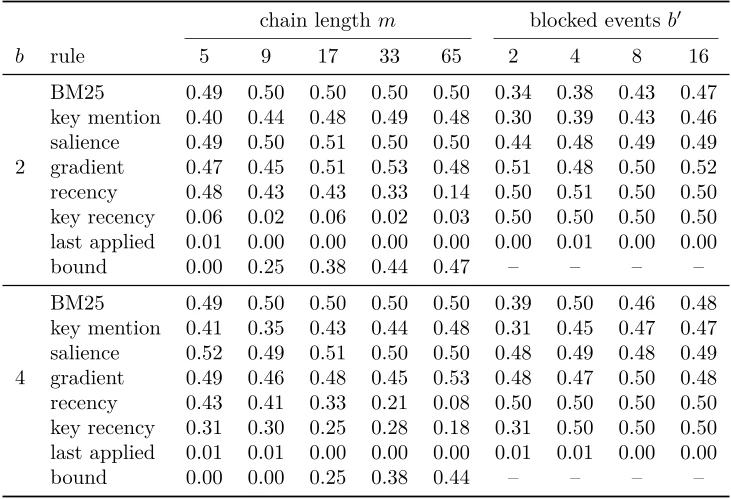 chain length m blocked events b′
b rule 5 9 17 33 65 2 4 8 16
BM25 0.49 0.50 0.50 0.50 0.50 0.34 0.38 0.43 0.47
key mention 0.40 0.44 0.48 0.49 0.48 0.30 0.39 0.43 0.46
salience 0.49 0.50 0.51 0.50 0.50 0.44 0.48 0.49 0.49
2 gradient 0.47 0.45 0.51 0.53 0.48 0.51 0.48 0.50 0.52
recency 0.48 0.43 0.43 0.33 0.14 0.50 0.51 0.50 0.50
key recency 0.06 0.02 0.06 0.02 0.03 0.50 0.50 0.50 0.50
last applied 0.01 0.00 0.00 0.00 0.00 0.00 0.01 0.00 0.00
bound 0.00 0.25 0.38 0.44 0.47 – – – –
BM25 0.49 0.50 0.50 0.50 0.50 0.39 0.50 0.46 0.48
key mention 0.41 0.35 0.43 0.44 0.48 0.31 0.45 0.47 0.47
salience 0.52 0.49 0.51 0.50 0.50 0.48 0.49 0.48 0.49
4 gradient 0.49 0.46 0.48 0.45 0.53 0.48 0.47 0.50 0.48
recency 0.43 0.41 0.33 0.21 0.08 0.50 0.50 0.50 0.50
key recency 0.31 0.30 0.25 0.28 0.18 0.31 0.50 0.50 0.50
last applied 0.01 0.01 0.00 0.00 0.00 0.01 0.01 0.00 0.00
bound 0.00 0.00 0.25 0.38 0.44 – – – –